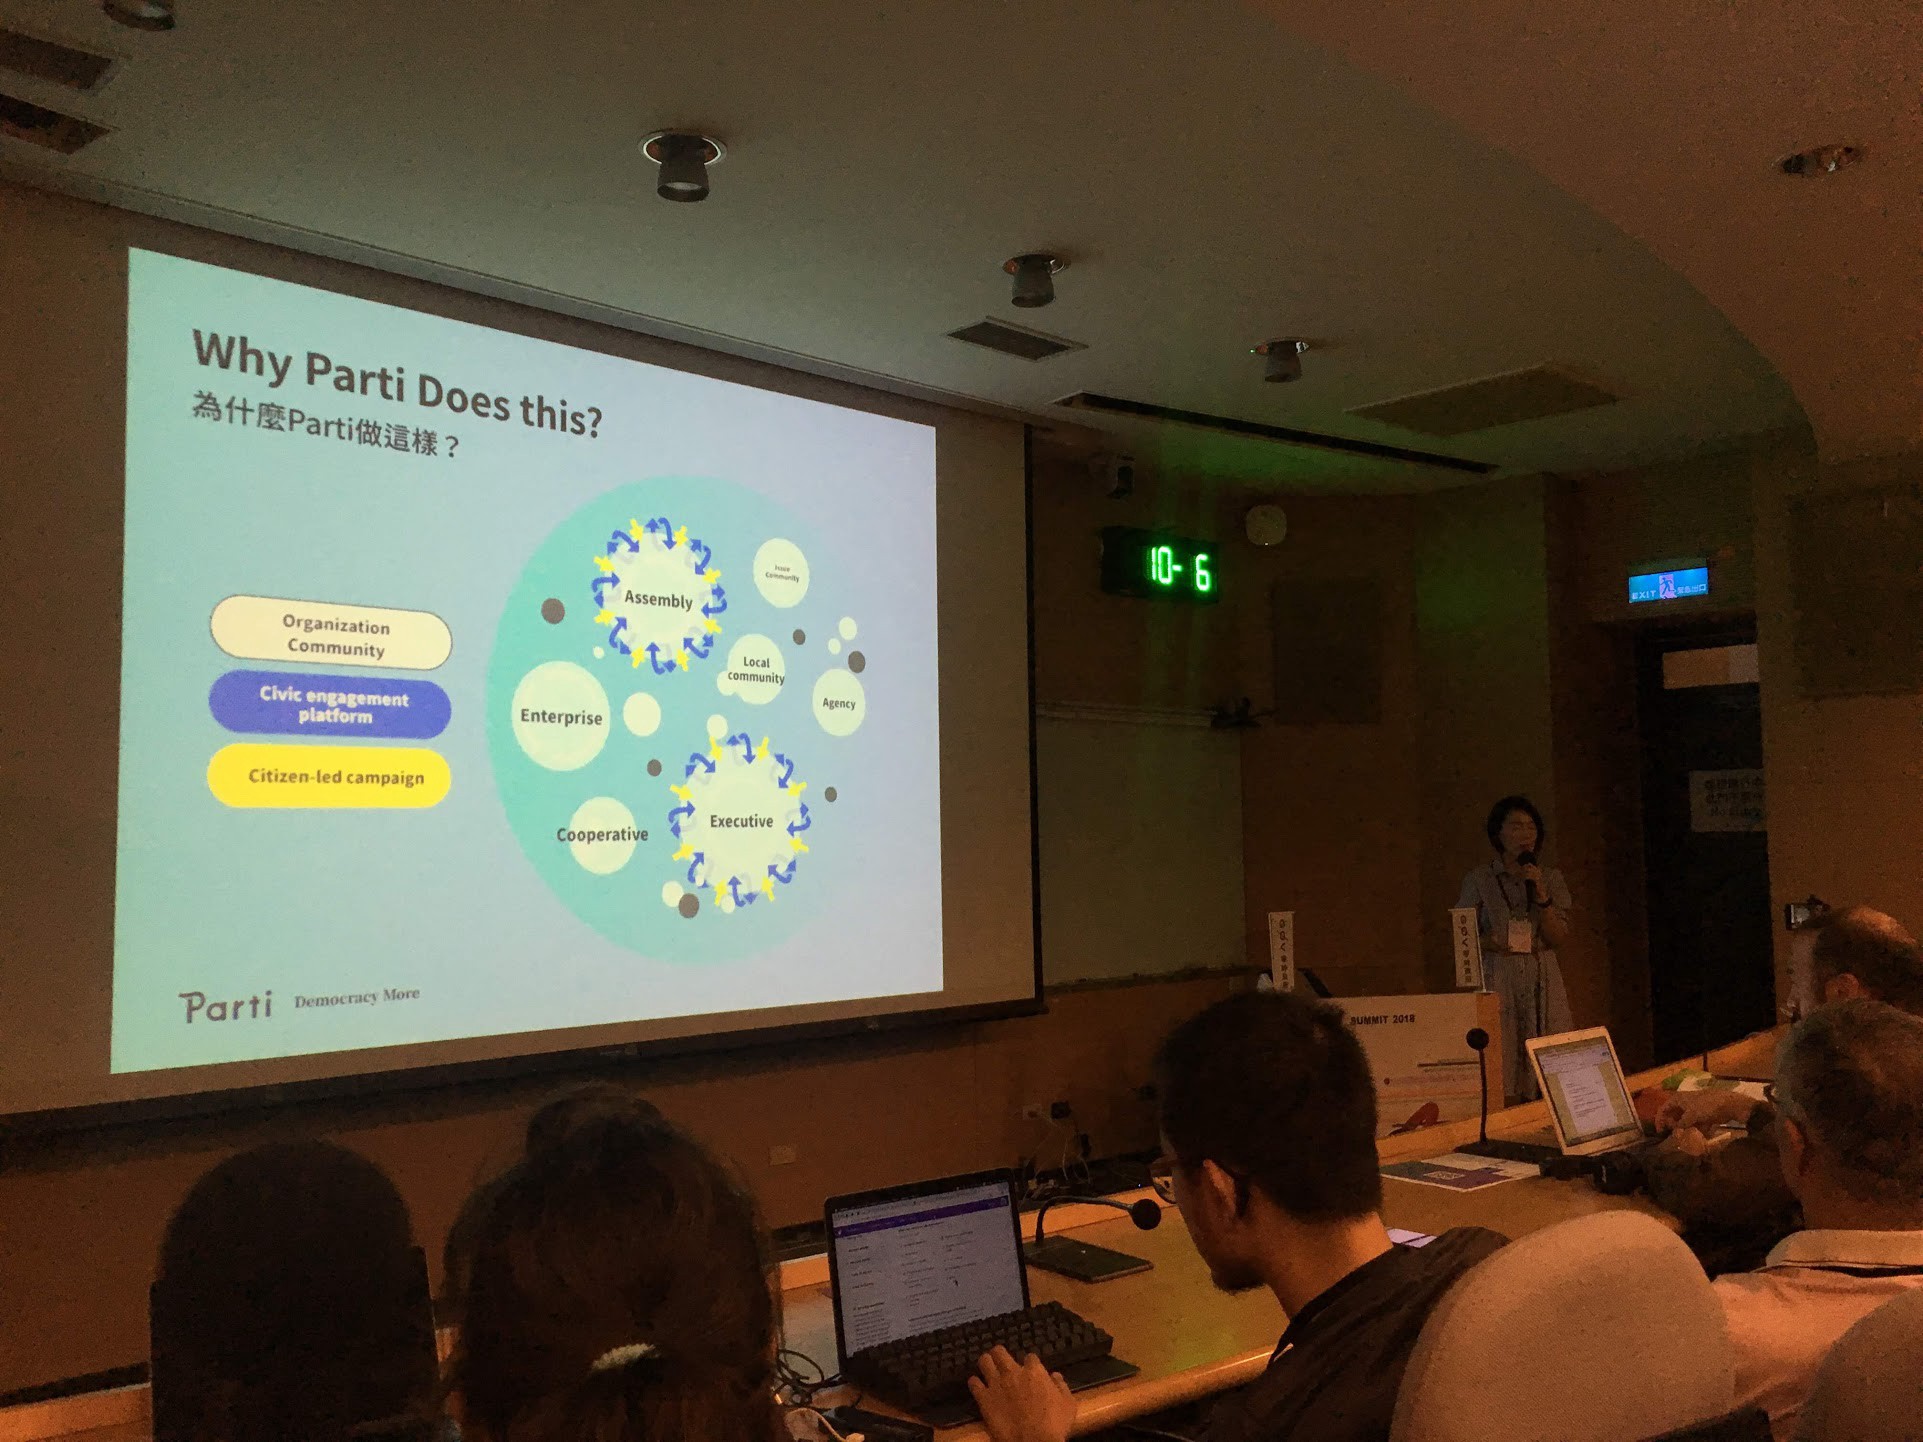 Why Parti Does this?
為什麼Parti做這樣？
Organization
Community
Civic engagement
platform
Citizen-led campaign
Assembly
Issue
Community
Local
community
Agency
Enterprise
Executive
Cooperative
Parti
Democracy More
10- 6
EXIT
SUMMIT 2018